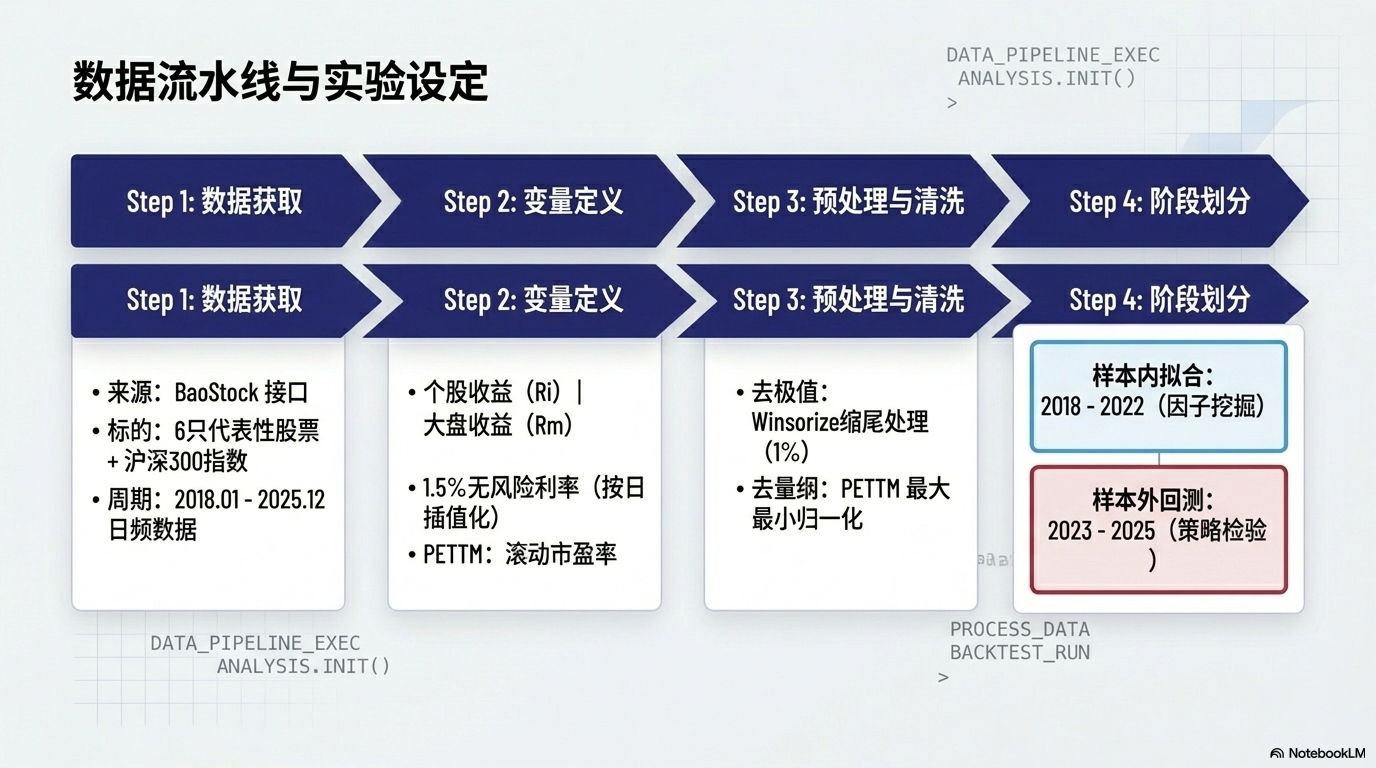 数据流水线与实验设定
DATA_PIPELINE_EXEC
ANALYSIS.INIT()
>
Step 1: 数据获取
Step 2: 变量定义
Step 3: 预处理与清洗
Step 4: 阶段划分
Step 1: 数据获取
Step 2: 变量定义
Step 3: 预处理与清洗
Step 4: 阶段划分
• 来源：BaoStock 接口
• 标的：6只代表性股票
+ 沪深300指数
• 周期：2018.01 - 2025.12
日频数据
• 个股收益（Ri）|
大盘收益（Rm）
• 1.5%无风险利率（按日
插值化）
• PETTM：滚动市盈率
• 去极值：
Winsorize缩尾处理
（1%）
• 去量纲：PETTM 最大
最小归一化
样本内拟合：
2018 - 2022（因子挖掘）
样本外回测：
2023 - 2025（策略检验
）
DATA_PIPELINE_EXEC
ANALYSIS.INIT()
PROCESS_DATA
BACKTEST_RUN
>
NotebookLM